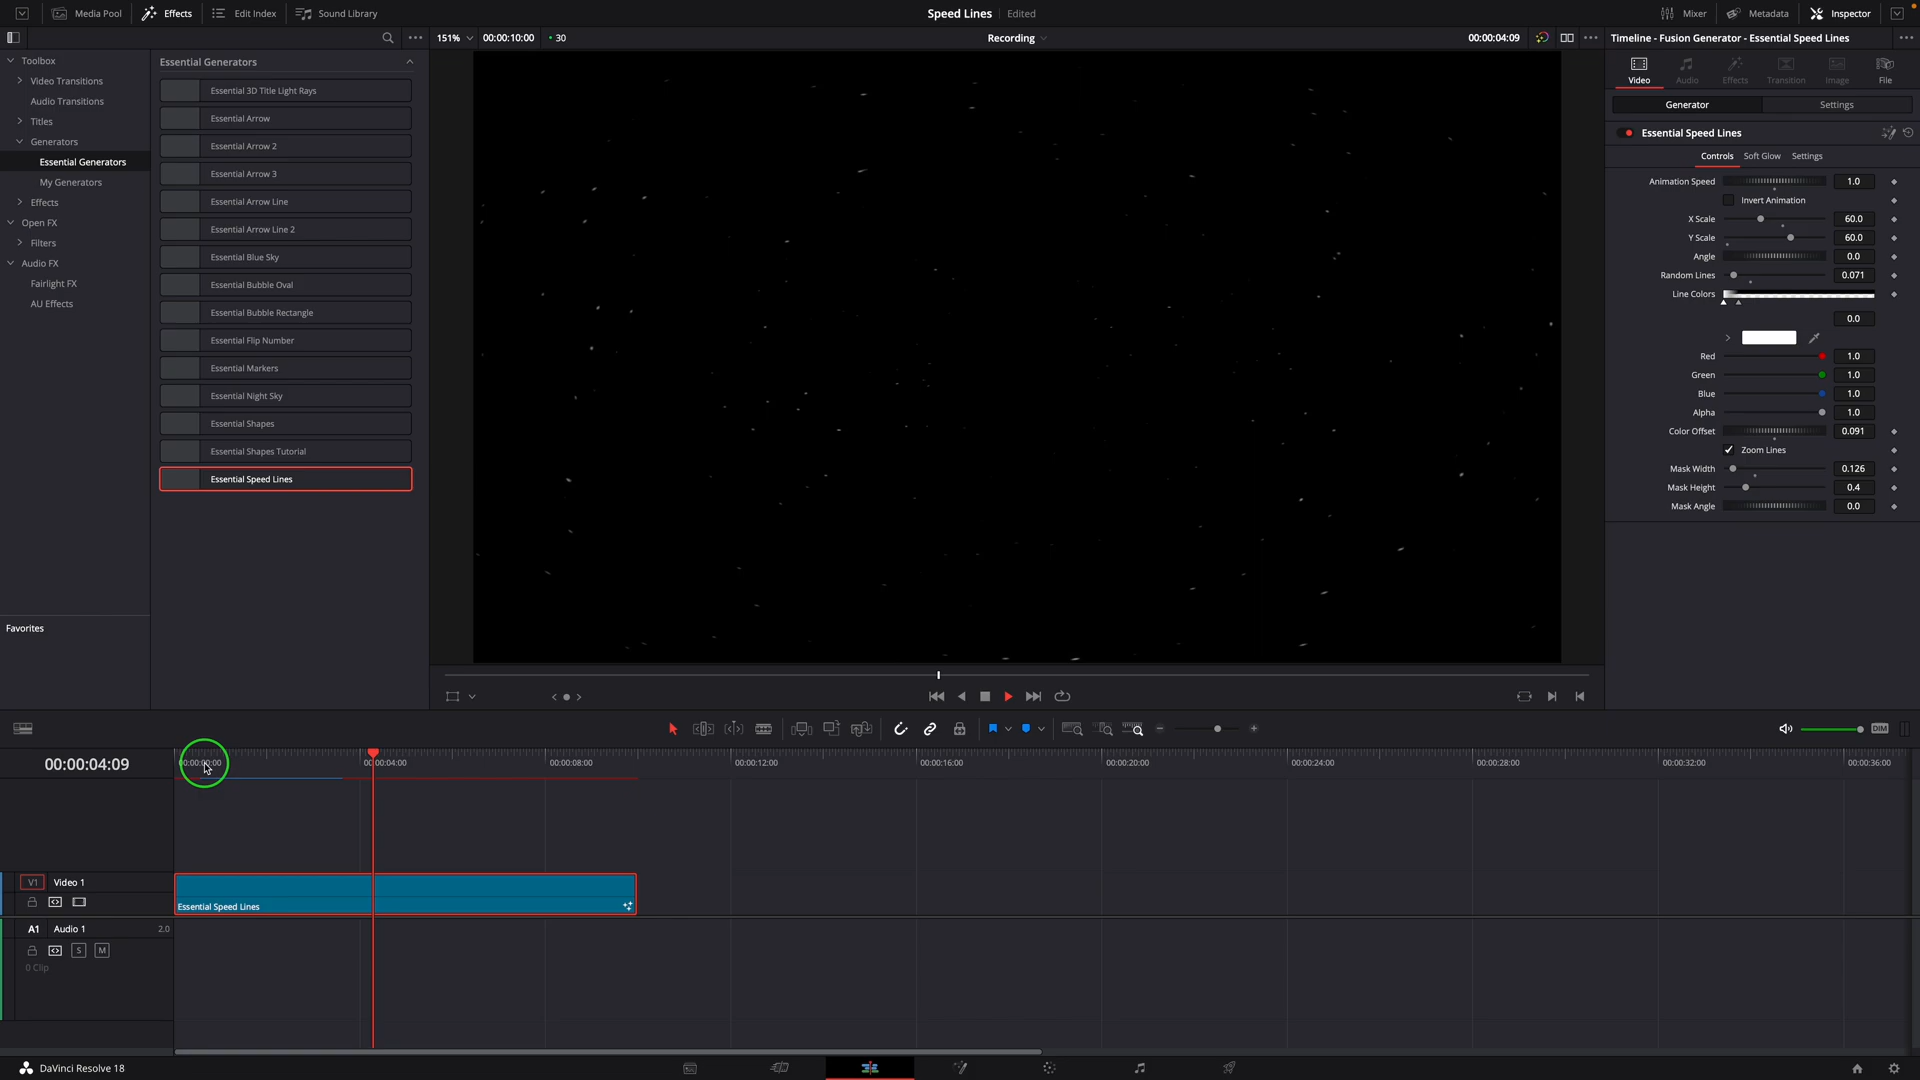 Media Pool
Effects
Edit Index
Sound Library
Speed Lines
Edited
Mixer
Metadata
Inspector
151%
00:00:10:00
30
Recording
00:00:04:09
Timeline - Fusion Generator - Essential Speed Lines
Toolbox
Video Transitions
Audio Transitions
Titles
Generators
Essential Generators
My Generators
Effects
Open FX
Filters
Audio FX
Fairlight FX
AU Effects
Favorites
Essential Generators
Essential 3D Title Light Rays
Essential Arrow
Essential Arrow 2
Essential Arrow 3
Essential Arrow Line
Essential Arrow Line 2
Essential Blue Sky
Essential Bubble Oval
Essential Bubble Rectangle
Essential Flip Number
Essential Markers
Essential Night Sky
Essential Shapes
Essential Shapes Tutorial
Essential Speed Lines
Video
Audio
Effects
Transition
Image
File
Generator
Settings
Essential Speed Lines
Controls
Soft Glow
Settings
Animation Speed 1.0
Invert Animation
X Scale 60.0
Y Scale 60.0
Angle 0.0
Random Lines 0.071
Line Colors
0.0
Red 1.0
Green 1.0
Blue 1.0
Alpha 1.0
Color Offset 0.091
Zoom Lines
Mask Width 0.126
Mask Height 0.4
Mask Angle 0.0
DIM
00:00:04:09
00:00:00:00
00:00:04:00
00:00:08:00
00:00:12:00
00:00:16:00
00:00:20:00
00:00:24:00
00:00:28:00
00:00:32:00
00:00:36:00
V1 Video 1
Essential Speed Lines
A1 Audio 1 2.0
S M
0 Clip
DaVinci Resolve 18